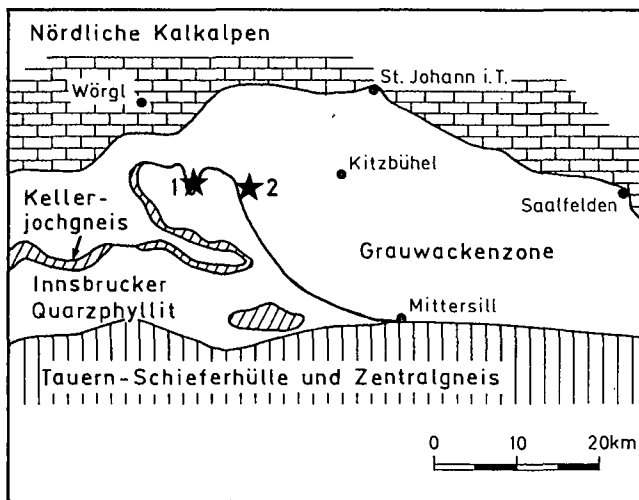 Nördliche Kalkalpen
Wörgl
St. Johann i.T.
Kitzbühel
1
2
Keller-
jochgneis
Saalfelden
Grauwackenzone
Innsbrucker
Quarzphyllit
Mittersill
Tauern-Schieferhülle und Zentralgneis
0 10 20km